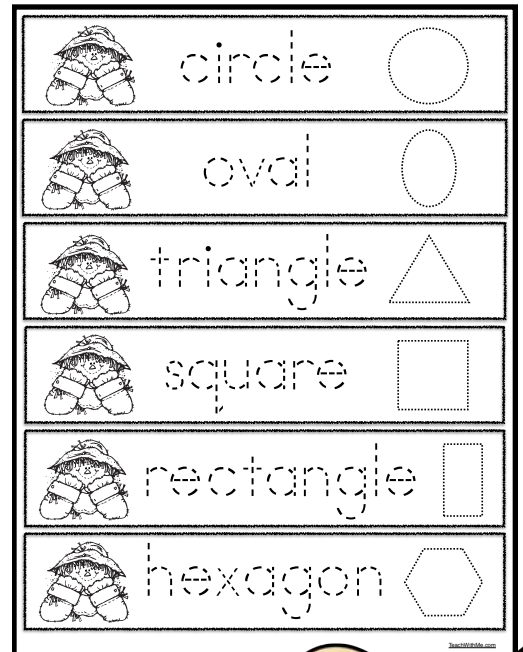 circle
oval
triangle
square
rectangle
hexagon
TeachWithMe.com